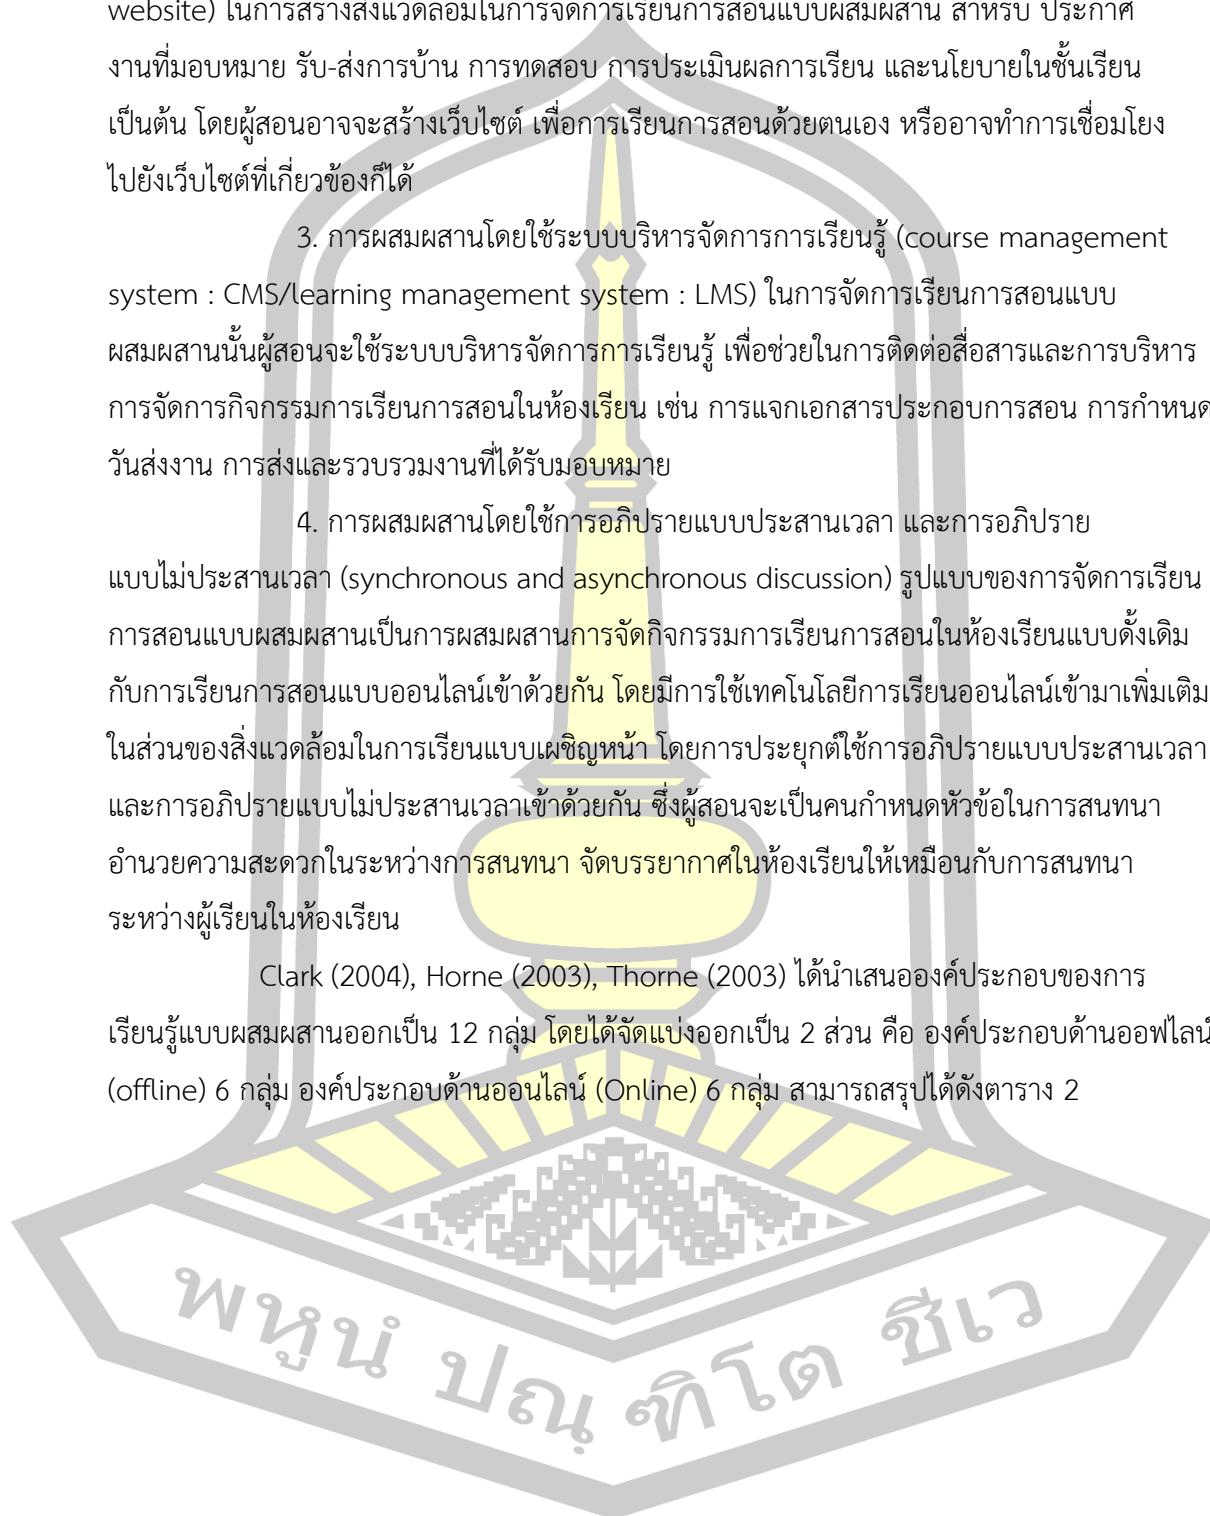 website) ในการสร้างสิ่งแวดล้อมในการจัดการเรียนการสอนแบบผสมผสาน สำหรับ ประกาศ
งานที่มอบหมาย รับ-ส่งการบ้าน การทดสอบ การประเมินผลการเรียน และนโยบายในชั้นเรียน
เป็นต้น โดยผู้สอนอาจจะสร้างเว็บไซต์ เพื่อการเรียนการสอนด้วยตนเอง หรืออาจทำการเชื่อมโยง
ไปยังเว็บไซต์ที่เกี่ยวข้องก็ได้
3. การผสมผสานโดยใช้ระบบบริหารจัดการการเรียนรู้ (course management
system : CMS/learning management system : LMS) ในการจัดการเรียนการสอนแบบ
ผสมผสานนั้นผู้สอนจะใช้ระบบบริหารจัดการการเรียนรู้ เพื่อช่วยในการติดต่อสื่อสารและการบริหาร
การจัดการกิจกรรมการเรียนการสอนในห้องเรียน เช่น การแจกเอกสารประกอบการสอน การกำหนด
วันส่งงาน การส่งและรวบรวมงานที่ได้รับมอบหมาย
4. การผสมผสานโดยใช้การอภิปรายแบบประสานเวลา และการอภิปราย
แบบไม่ประสานเวลา (synchronous and asynchronous discussion) รูปแบบของการจัดการเรียน
การสอนแบบผสมผสานเป็นการผสมผสานการจัดกิจกรรมการเรียนการสอนในห้องเรียนแบบดั้งเดิม
กับการเรียนการสอนแบบออนไลน์เข้าด้วยกัน โดยมีการใช้เทคโนโลยีการเรียนออนไลน์เข้ามาเพิ่มเติม
ในส่วนของสิ่งแวดล้อมในการเรียนแบบเผชิญหน้า โดยการประยุกต์ใช้การอภิปรายแบบประสานเวลา
และการอภิปรายแบบไม่ประสานเวลาเข้าด้วยกัน ซึ่งผู้สอนจะเป็นคนกำหนดหัวข้อในการสนทนา
อำนวยความสะดวกในระหว่างการสนทนา จัดบรรยากาศในห้องเรียนให้เหมือนกับการสนทนา
ระหว่างผู้เรียนในห้องเรียน
Clark (2004), Horne (2003), Thorne (2003) ได้นำเสนอองค์ประกอบของการ
เรียนรู้แบบผสมผสานออกเป็น 12 กลุ่ม โดยได้จัดแบ่งออกเป็น 2 ส่วน คือ องค์ประกอบด้านออฟไลน์
(offline) 6 กลุ่ม องค์ประกอบด้านออนไลน์ (Online) 6 กลุ่ม สามารถสรุปได้ดังตาราง 2
พหูนํ ปณฺฑิโต ชีเว